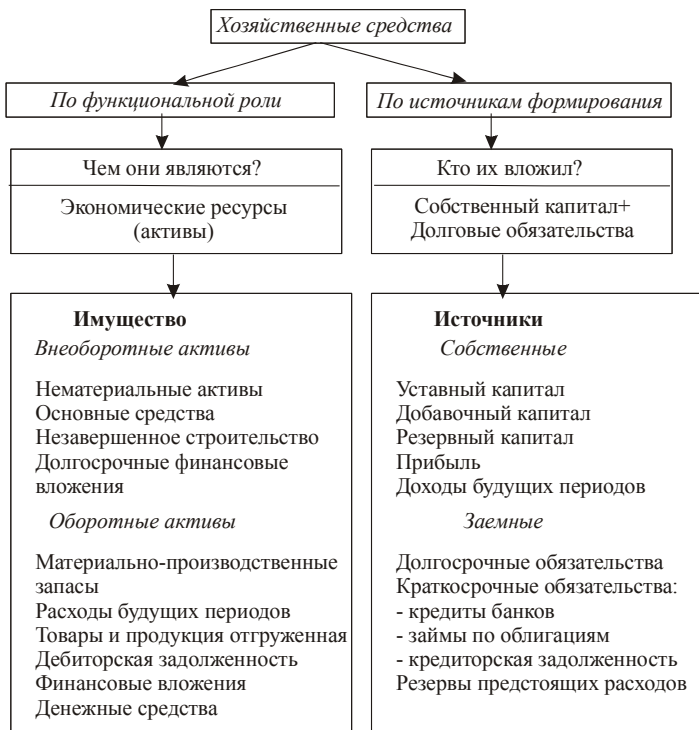 Хозяйственные средства
По функциональной роли
По источникам формирования
Чем они являются?
Экономические ресурсы
(активы)
Кто их вложил?
Собственный капитал+
Долговые обязательства
Имущество
Внеоборотные активы
Нематериальные активы
Основные средства
Незавершенное строительство
Долгосрочные финансовые
вложения
Оборотные активы
Материально-производственные
запасы
Расходы будущих периодов
Товары и продукция отгруженная
Дебиторская задолженность
Финансовые вложения
Денежные средства
Источники
Собственные
Уставный капитал
Добавочный капитал
Резервный капитал
Прибыль
Доходы будущих периодов
Заемные
Долгосрочные обязательства
Краткосрочные обязательства:
- кредиты банков
- займы по облигациям
- кредиторская задолженность
Резервы предстоящих расходов